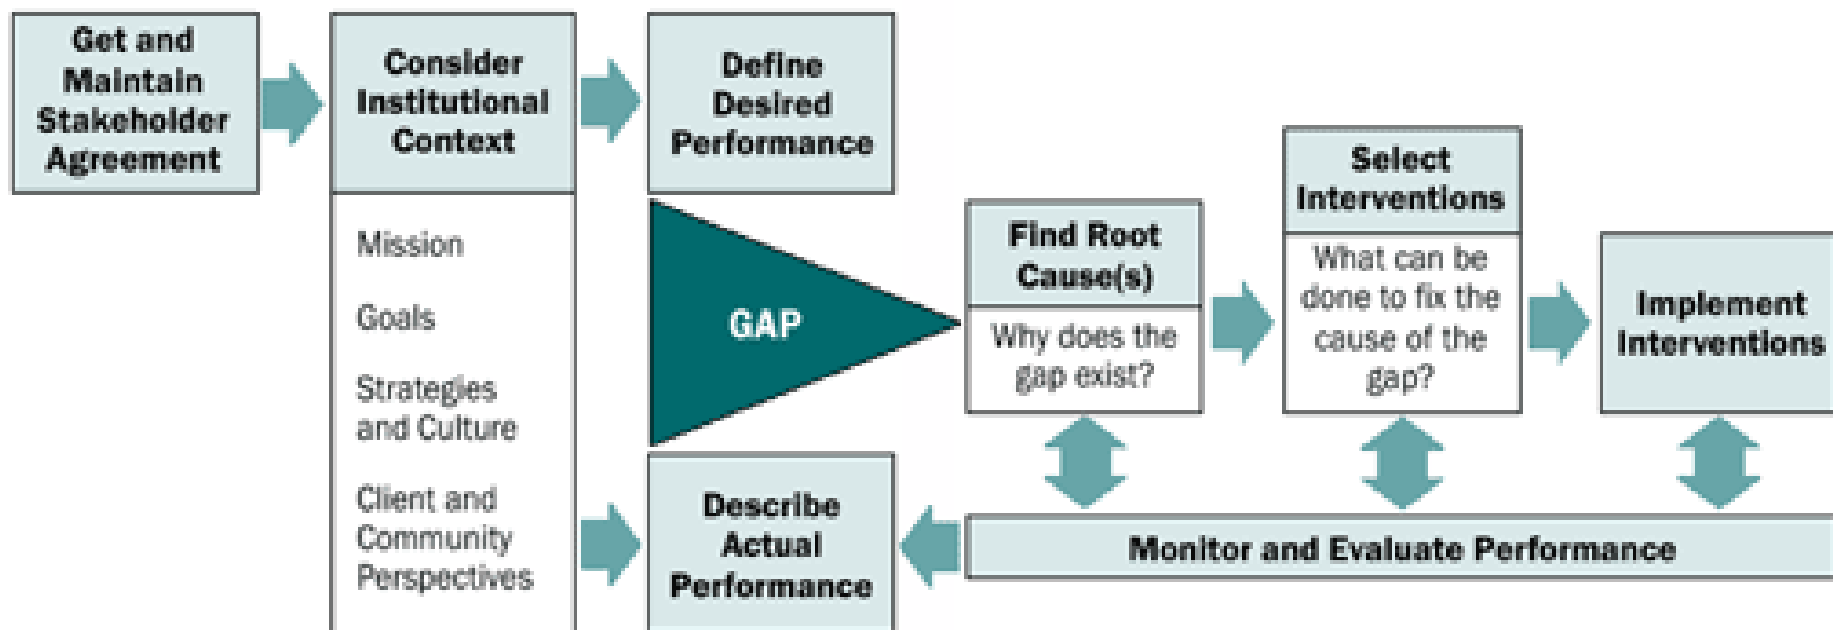 Get and
Maintain
Stakeholder
Agreement
Consider
Institutional
Context
Mission
Goals
Strategies
and Culture
Client and
Community
Perspectives
Define
Desired
Performance
GAP
Describe
Actual
Performance
Find Root
Cause(s)
Why does the
gap exist?
Select
Interventions
What can be
done to fix the
cause of the
gap?
Implement
Interventions
Monitor and Evaluate Performance